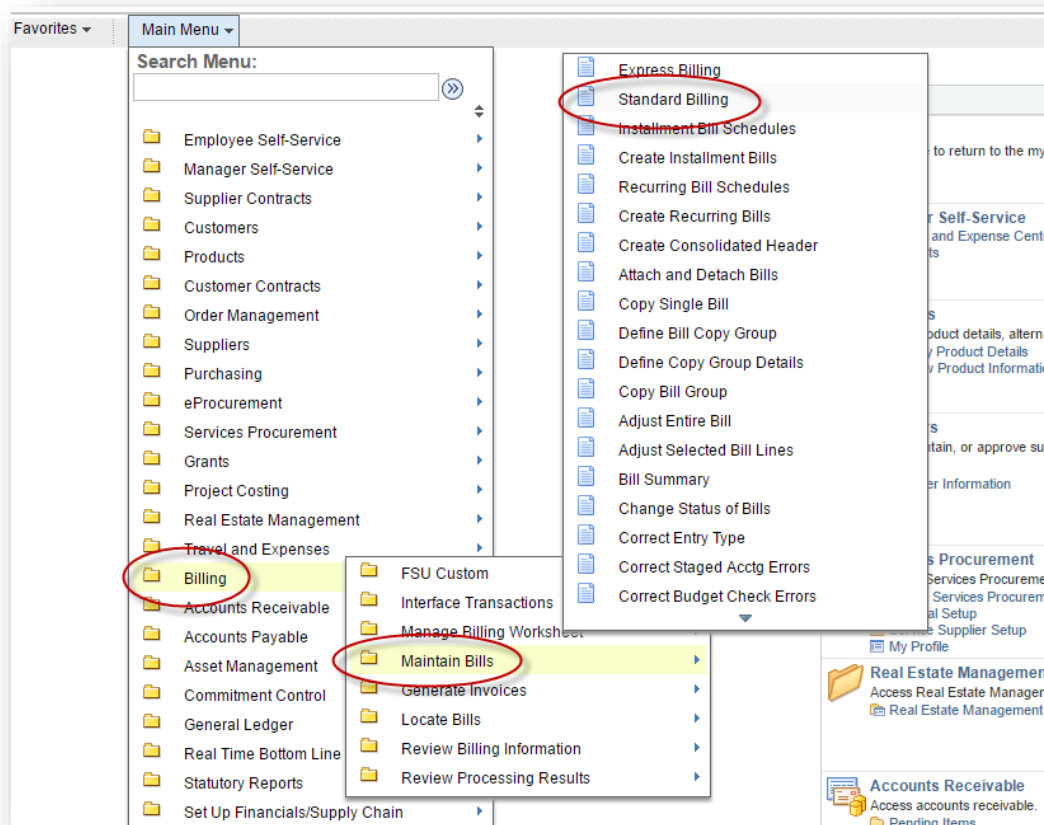 Favorites
Main Menu
Search Menu:
Employee Self-Service
Manager Self-Service
Supplier Contracts
Customers
Products
Customer Contracts
Order Management
Suppliers
Purchasing
eProcurement
Services Procurement
Grants
Project Costing
Real Estate Management
Travel and Expenses
Billing
Accounts Receivable
Accounts Payable
Asset Management
Commitment Control
General Ledger
Real Time Bottom Line
Statutory Reports
Set Up Financials/Supply Chain
FSU Custom
Interface Transactions
Manage Billing Worksheet
Maintain Bills
Generate Invoices
Locate Bills
Review Billing Information
Review Processing Results
Express Billing
Standard Billing
Installment Bill Schedules
Create Installment Bills
Recurring Bill Schedules
Create Recurring Bills
Create Consolidated Header
Attach and Detach Bills
Copy Single Bill
Define Bill Copy Group
Define Copy Group Details
Copy Bill Group
Adjust Entire Bill
Adjust Selected Bill Lines
Bill Summary
Change Status of Bills
Correct Entry Type
Correct Staged Acctg Errors
Correct Budget Check Errors
to return to the my
r Self-Service
and Expense Cent
ts
s
oduct details, altern
y Product Details
w Product Informati
rs
ntain, or approve su
er Information
s Procurement
Services Procureme
Services Procurem
al Setup
Supplier Setup
My Profile
Real Estate Managemen
Access Real Estate Manager
Real Estate Management
Accounts Receivable
Access accounts receivable.
Pending Items